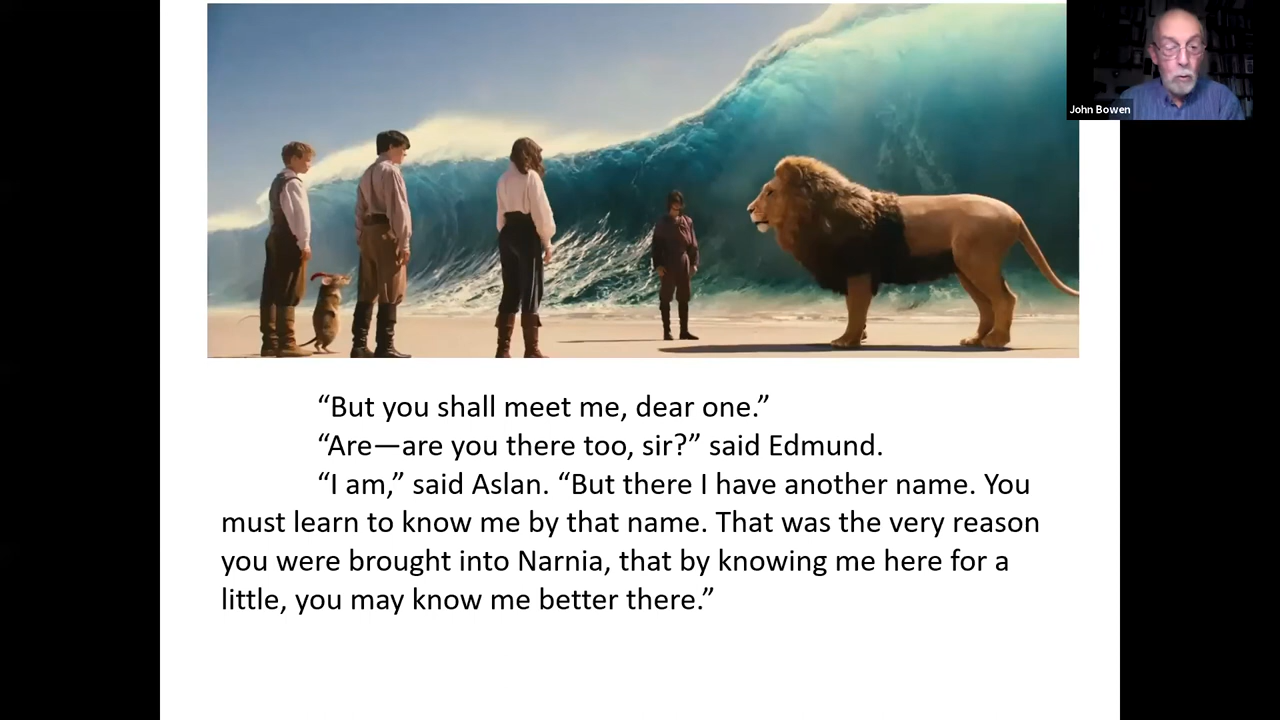 John Bowen
“But you shall meet me, dear one.”
“Are—are you there too, sir?” said Edmund.
“I am,” said Aslan. “But there I have another name. You
must learn to know me by that name. That was the very reason
you were brought into Narnia, that by knowing me here for a
little, you may know me better there.”